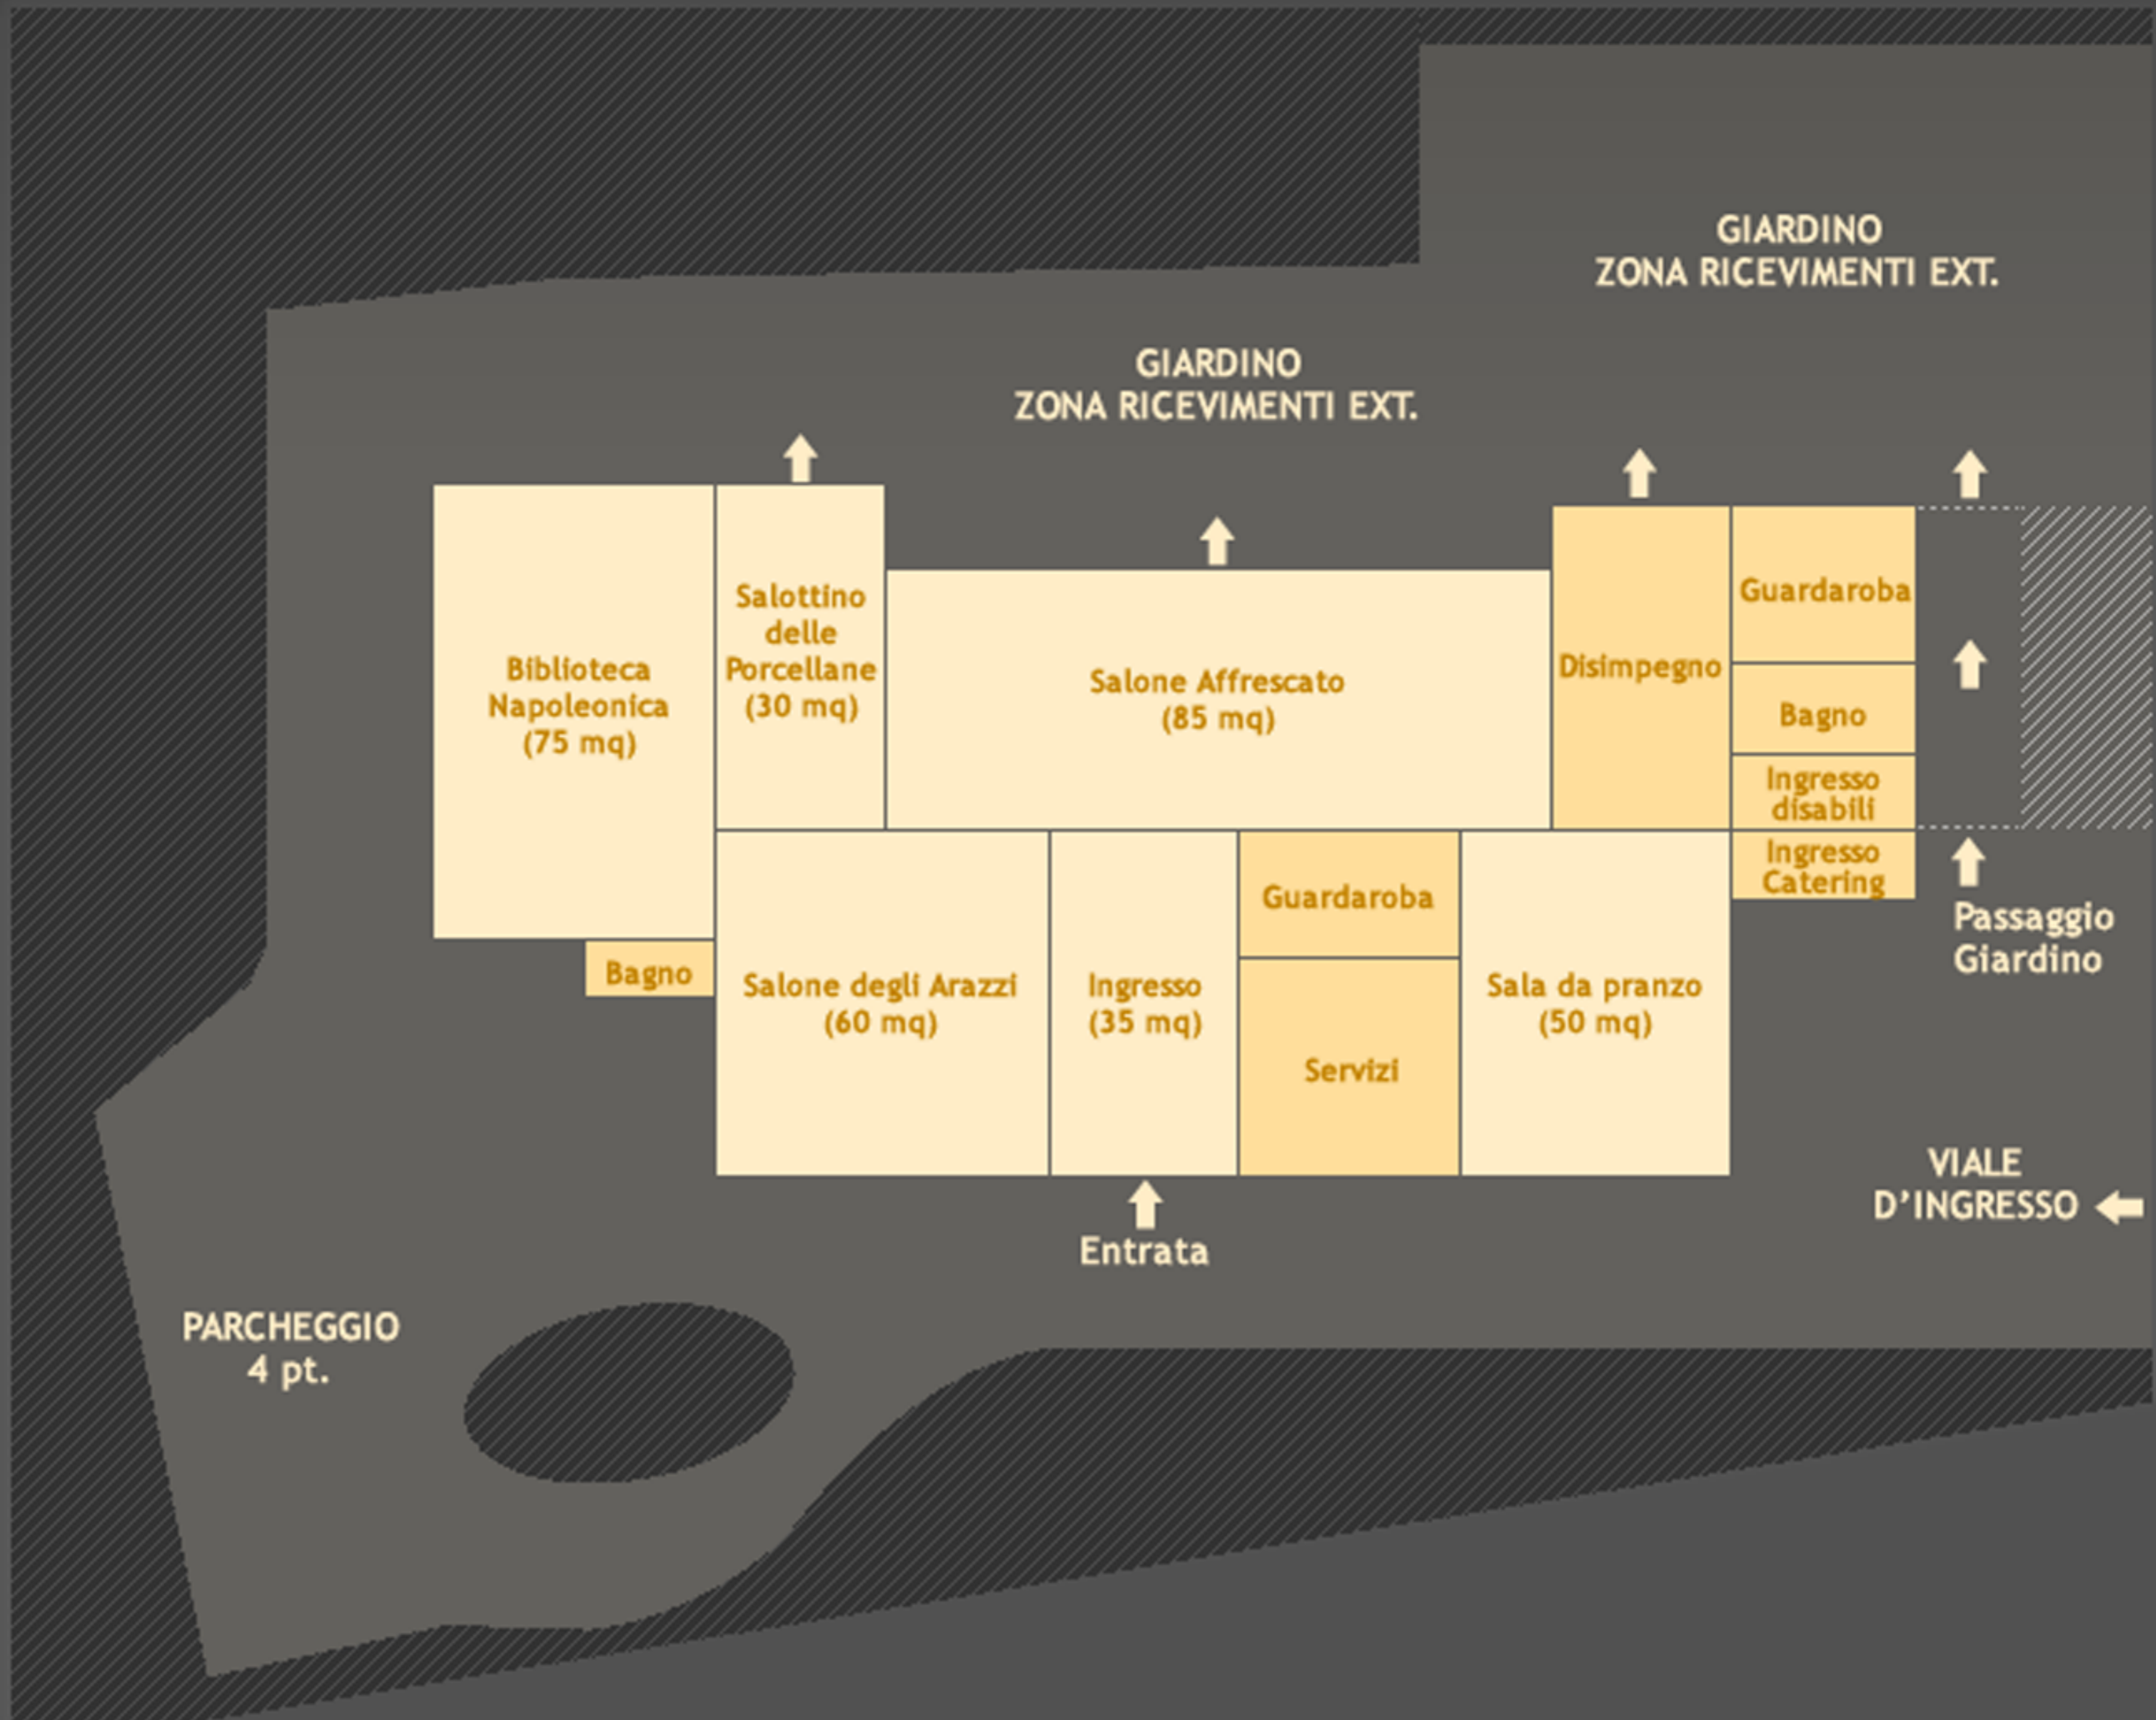 GIARDINO
ZONA RICEVIMENTI EXT.
GIARDINO
ZONA RICEVIMENTI EXT.
Biblioteca
Napoleonica
(75 mq)
Salottino
delle
Porcellane
(30 mq)
Salone Affrescato
(85 mq)
Disimpegno
Guardaroba
Bagno
Ingresso
disabili
Ingresso
Catering
Passaggio
Giardino
Bagno
Salone degli Arazzi
(60 mq)
Ingresso
(35 mq)
Guardaroba
Servizi
Sala da pranzo
(50 mq)
VIALE
D’INGRESSO
Entrata
PARCHEGGIO
4 pt.